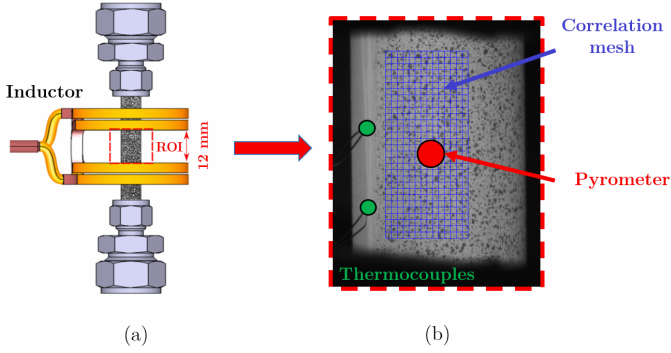 Inductor
ROI
12 mm
Correlation
mesh
Pyrometer
Thermocouples
(a)
(b)